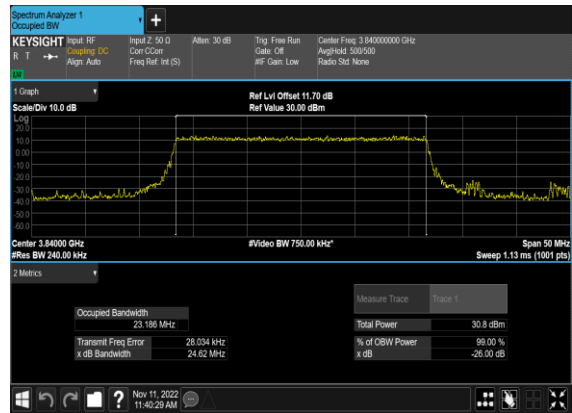 Spectrum Analyzer 1
Occupied BW
+
KEYSIGHT Input: RF Input Z: 50 Ω Atten: 30 dB Trig: Free Run Center Freq: 3.840000000 GHz
R T Coupling: DC Corr CCorr Gate: Off Avg|Hold: 500/500
Align: Auto Freq Ref: Int (S) #IF Gain: Low Radio Std: None
1 Graph
Ref Lvl Offset 11.70 dB
Scale/Div 10.0 dB Ref Value 30.00 dBm
Log
20.0
10.0
0.00
-10.0
-20.0
-30.0
-40.0
-50.0
-60.0
Center 3.84000 GHz #Video BW 750.00 kHz* Span 50 MHz
#Res BW 240.00 kHz Sweep 1.13 ms (1001 pts)
2 Metrics
Measure Trace Trace 1
Occupied Bandwidth
23.186 MHz Total Power 30.8 dBm
Transmit Freq Error 28.034 kHz % of OBW Power 99.00 %
x dB Bandwidth 24.62 MHz x dB -26.00 dB
? Nov 11, 2022
11:40:29 AM